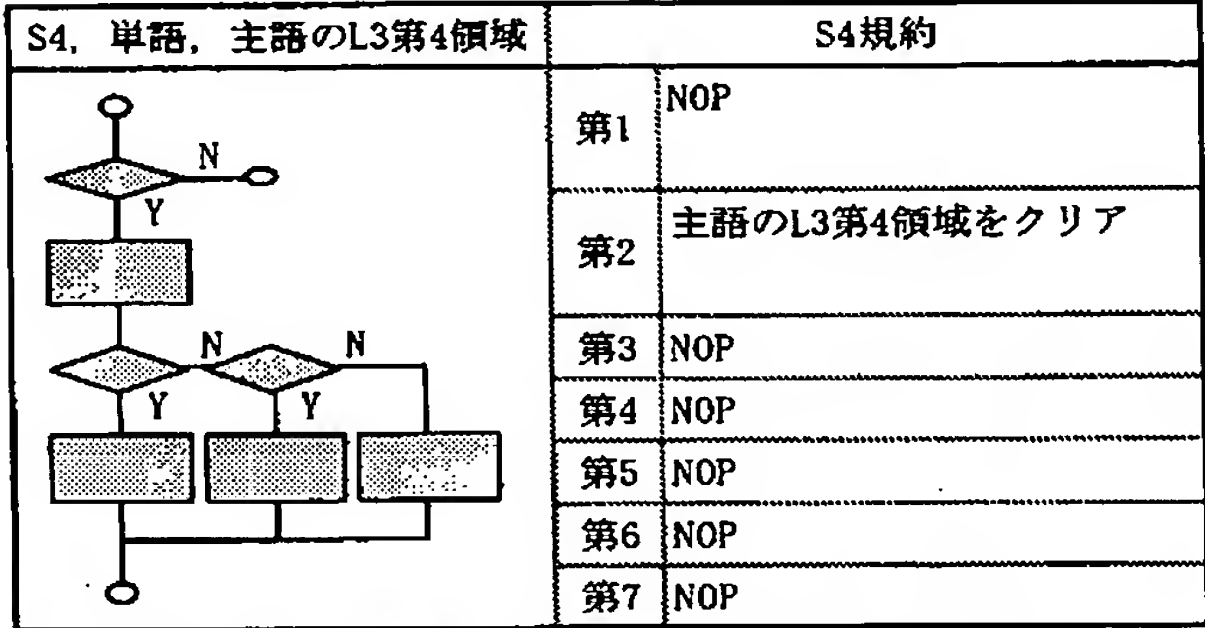 S4, 単語, 主語のL3第4領域
S4規約
N
Y
N
N
Y
Y
第1
NOP
第2
主語のL3第4領域をクリア
第3
NOP
第4
NOP
第5
NOP
第6
NOP
第7
NOP